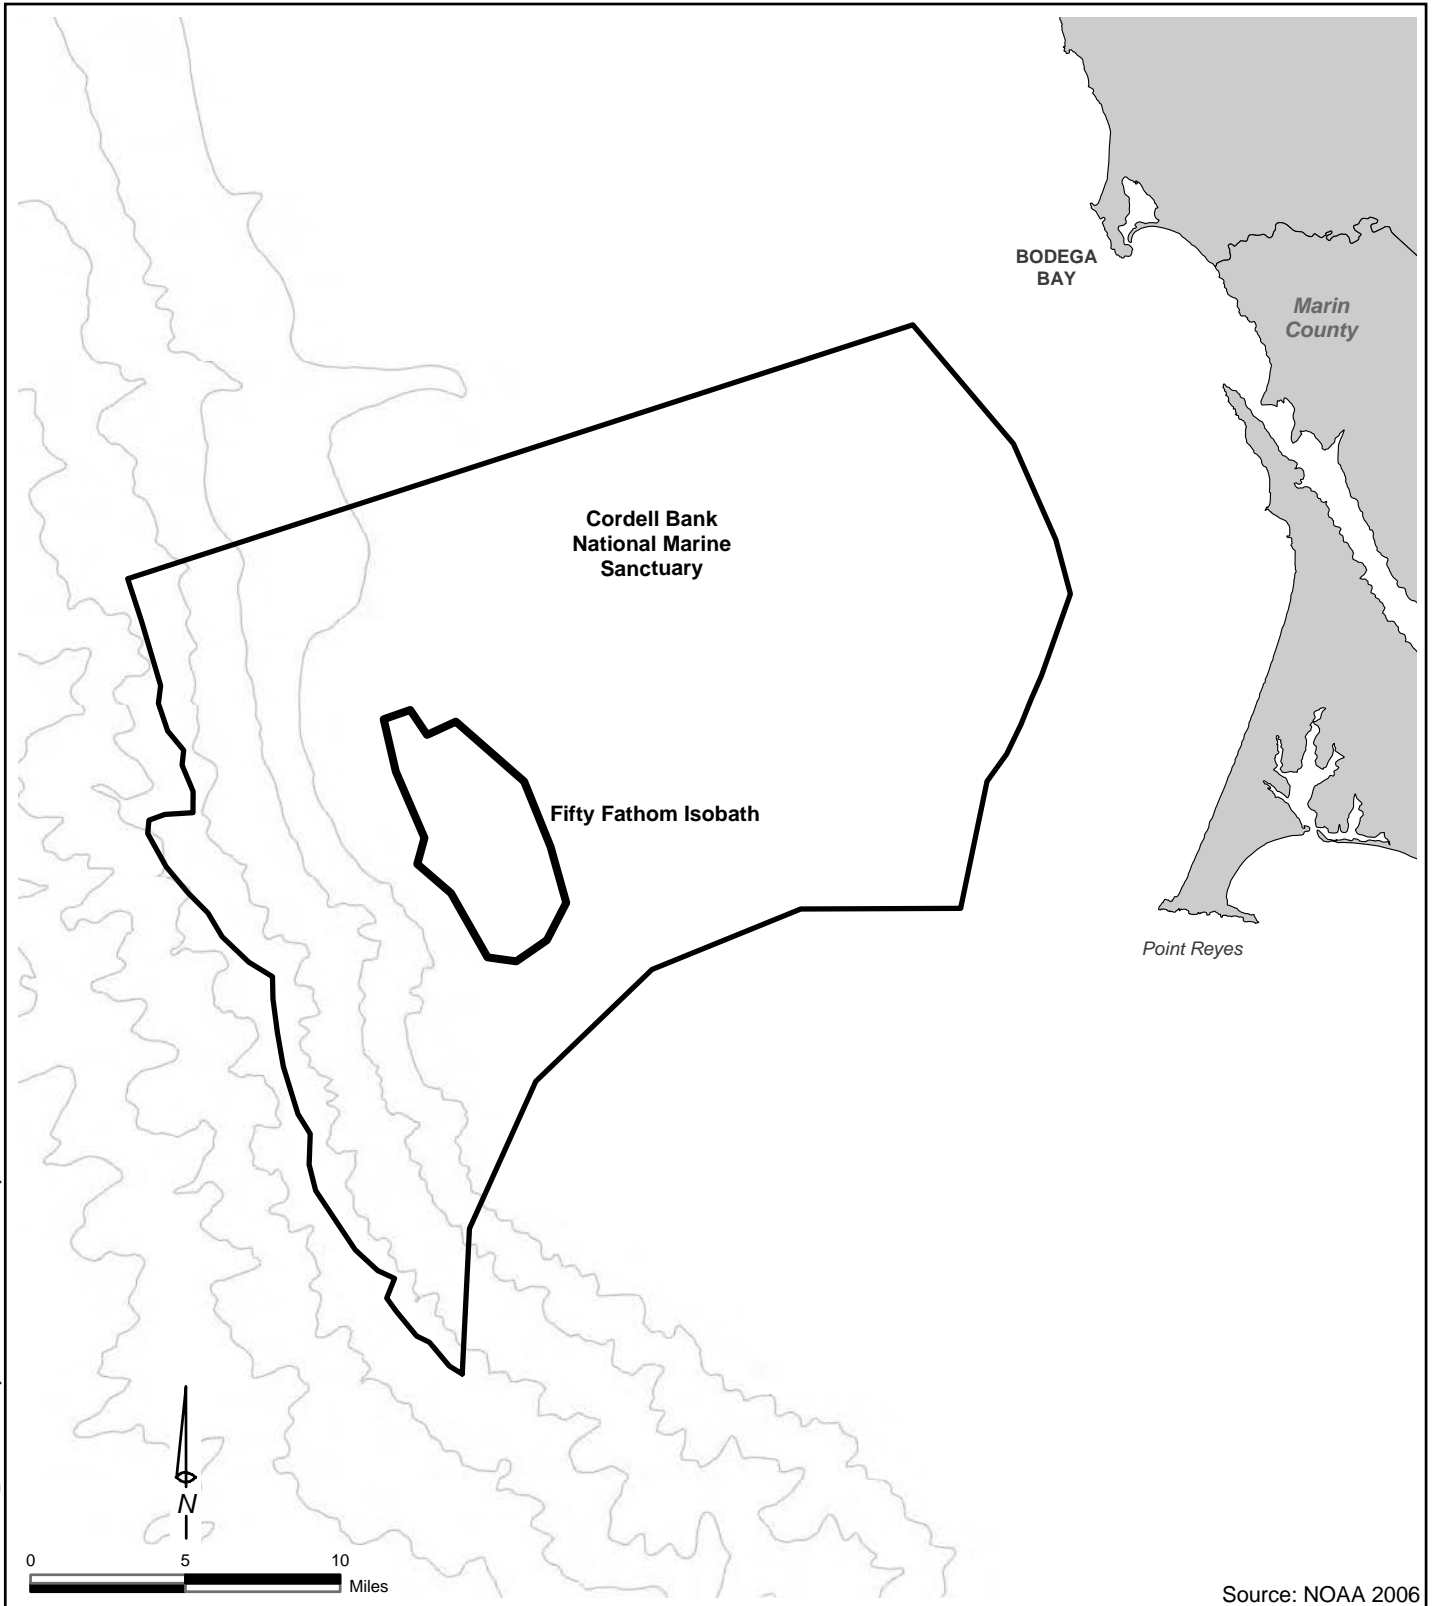 BODEGA
BAY
Marin
County
Cordell Bank
National Marine
Sanctuary
Fifty Fathom Isobath
Point Reyes
N
0 5 10
Miles
Source: NOAA 2006